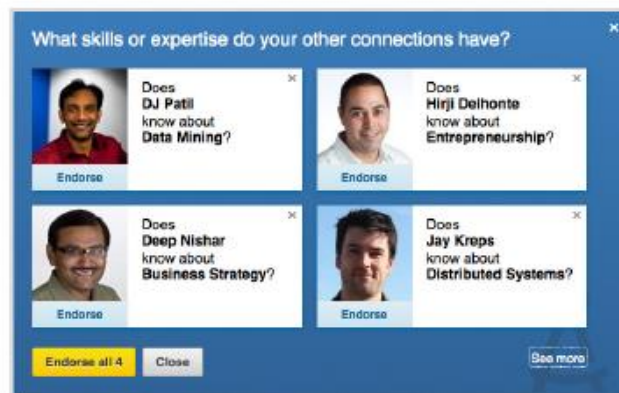 What skills or expertise do your other connections have?
Does
DJ Patil
know about
Data Mining?
Endorse
Does
Hirji Delhonte
know about
Entrepreneurship?
Endorse
Does
Deep Nishar
know about
Business Strategy?
Endorse
Does
Jay Kreps
know about
Distributed Systems?
Endorse
Endorse all 4
Close
See more